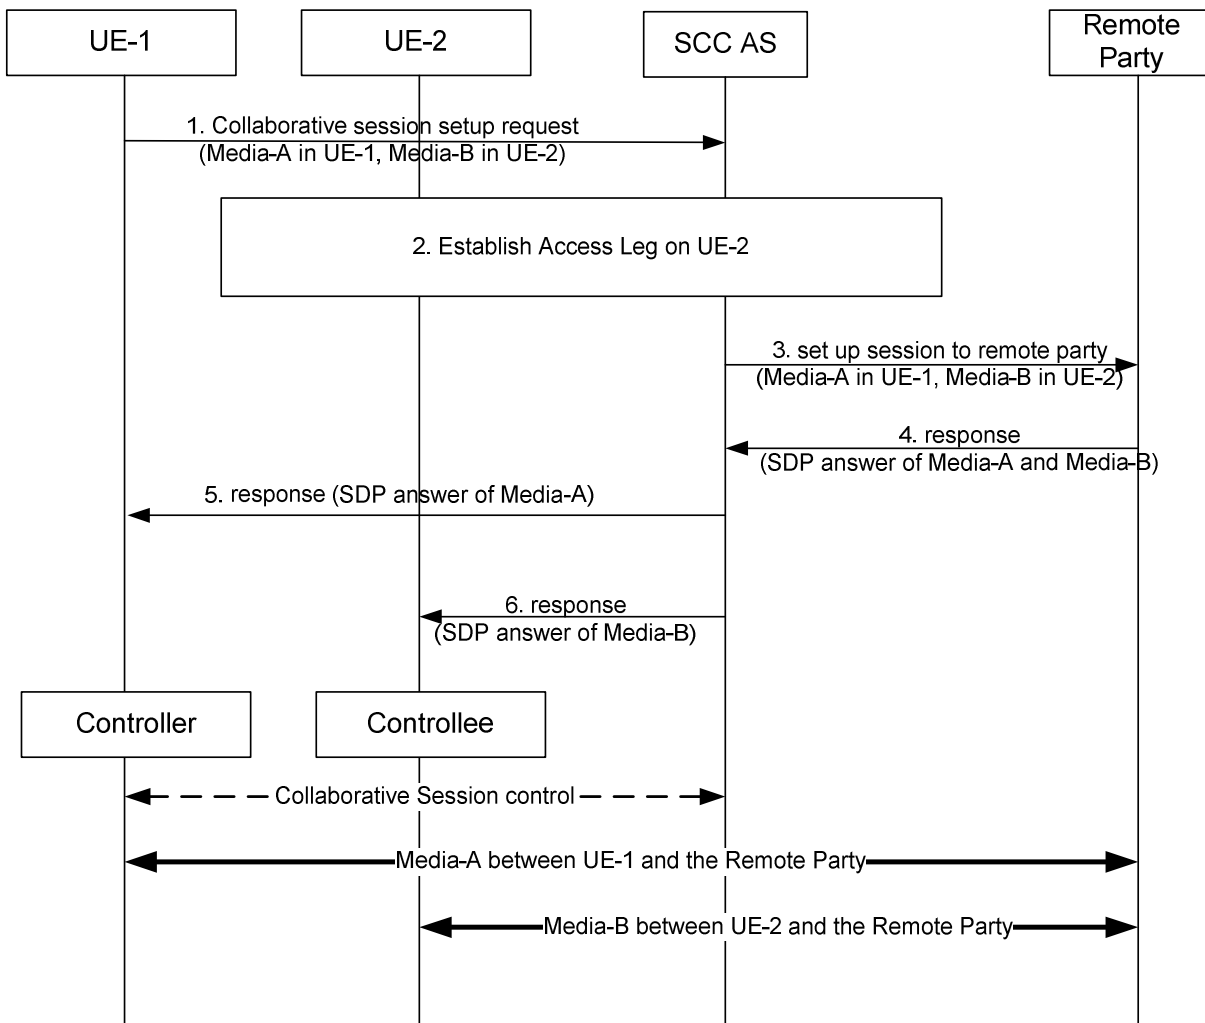 UE-1
UE-2
SCC AS
Remote
Party
1. Collaborative session setup request
(Media-A in UE-1, Media-B in UE-2)
2. Establish Access Leg on UE-2
3. set up session to remote party
(Media-A in UE-1, Media-B in UE-2)
4. response
(SDP answer of Media-A and Media-B)
5. response (SDP answer of Media-A)
6. response
(SDP answer of Media-B)
Controller
Controllee
Collaborative Session control
Media-A between UE-1 and the Remote Party
Media-B between UE-2 and the Remote Party